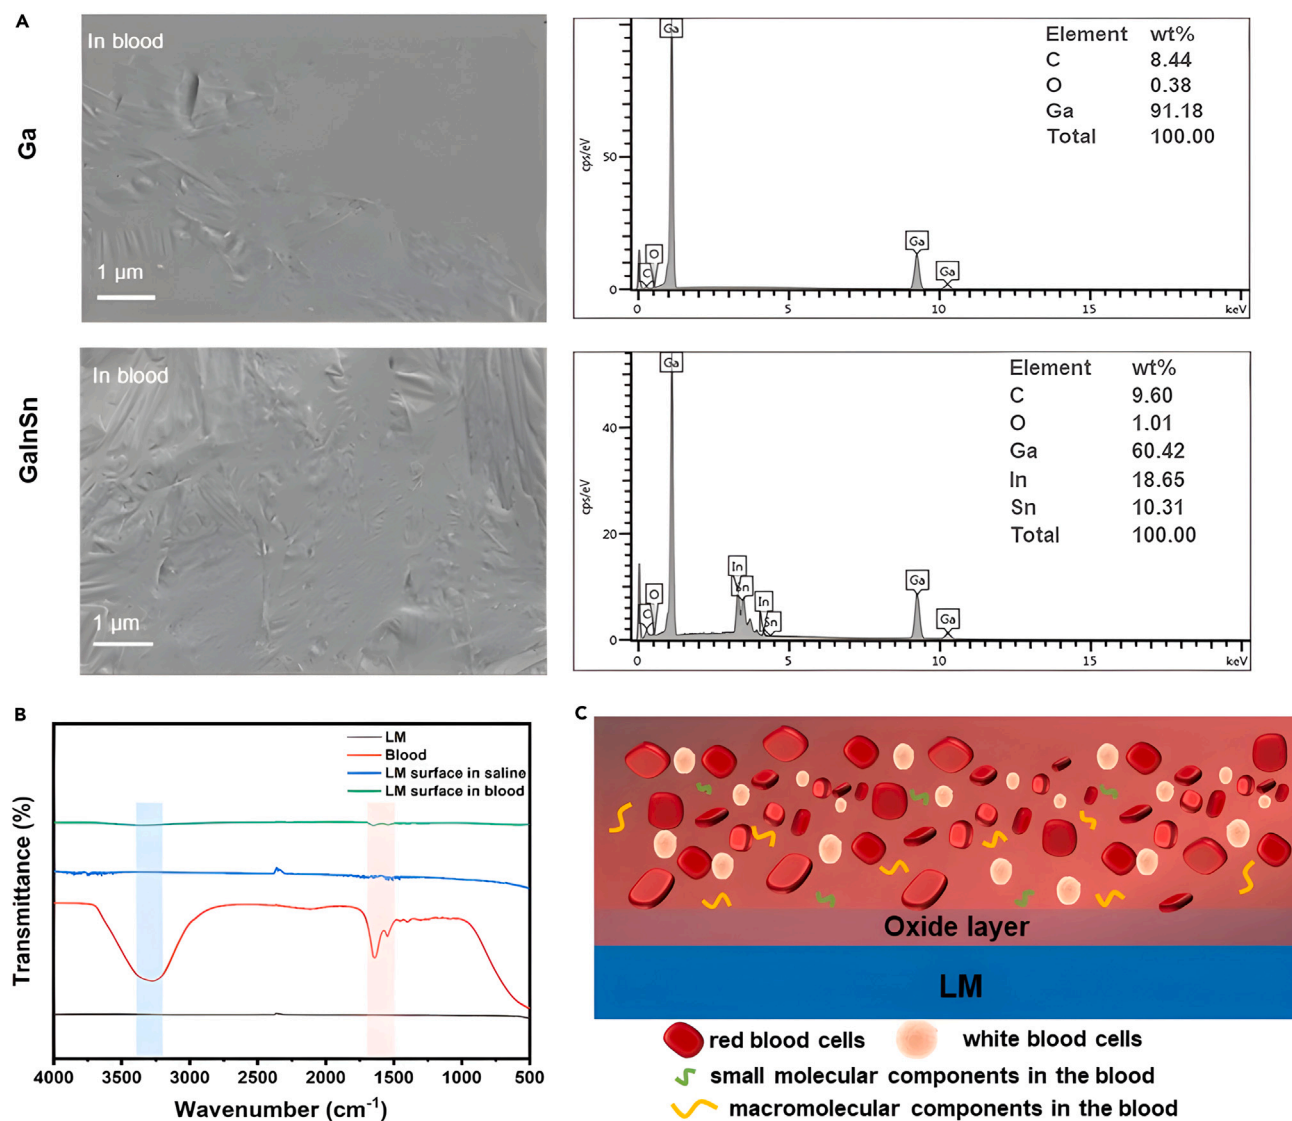 A
Ga
In blood
1 µm
cps/eV
50
0
Ga
O
C
Ga
Ga
0
5
10
15
keV
Element wt%
C 8.44
O 0.38
Ga 91.18
Total 100.00
GaInSn
In blood
1 µm
cps/eV
40
20
0
Ga
O
C
In
Sn
In
Sn
Ga
Ga
0
5
10
15
keV
Element wt%
C 9.60
O 1.01
Ga 60.42
In 18.65
Sn 10.31
Total 100.00
B
Transmittance (%)
LM
Blood
LM surface in saline
LM surface in blood
4000 3500 3000 2500 2000 1500 1000 500
Wavenumber (cm-1)
C
Oxide layer
LM
red blood cells
white blood cells
small molecular components in the blood
macromolecular components in the blood